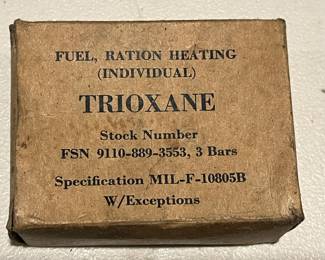 FUEL, RATION HEATING
(INDIVIDUAL)
TRIOXANE
Stock Number
FSN 9110-889-3553, 3 Bars
Specification MIL-F-10805B
W/Exceptions